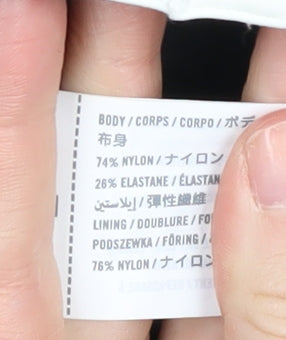 BODY / CORPS / CORPO / ボデ
布身
74% NYLON / ナイロン
26% ELASTANE / ÉLASTAN
إيلاستين / 彈性纖維
LINING / DOUBLURE / FO
PODSZEWKA / FÖRING /
76% NYLON / ナイロン